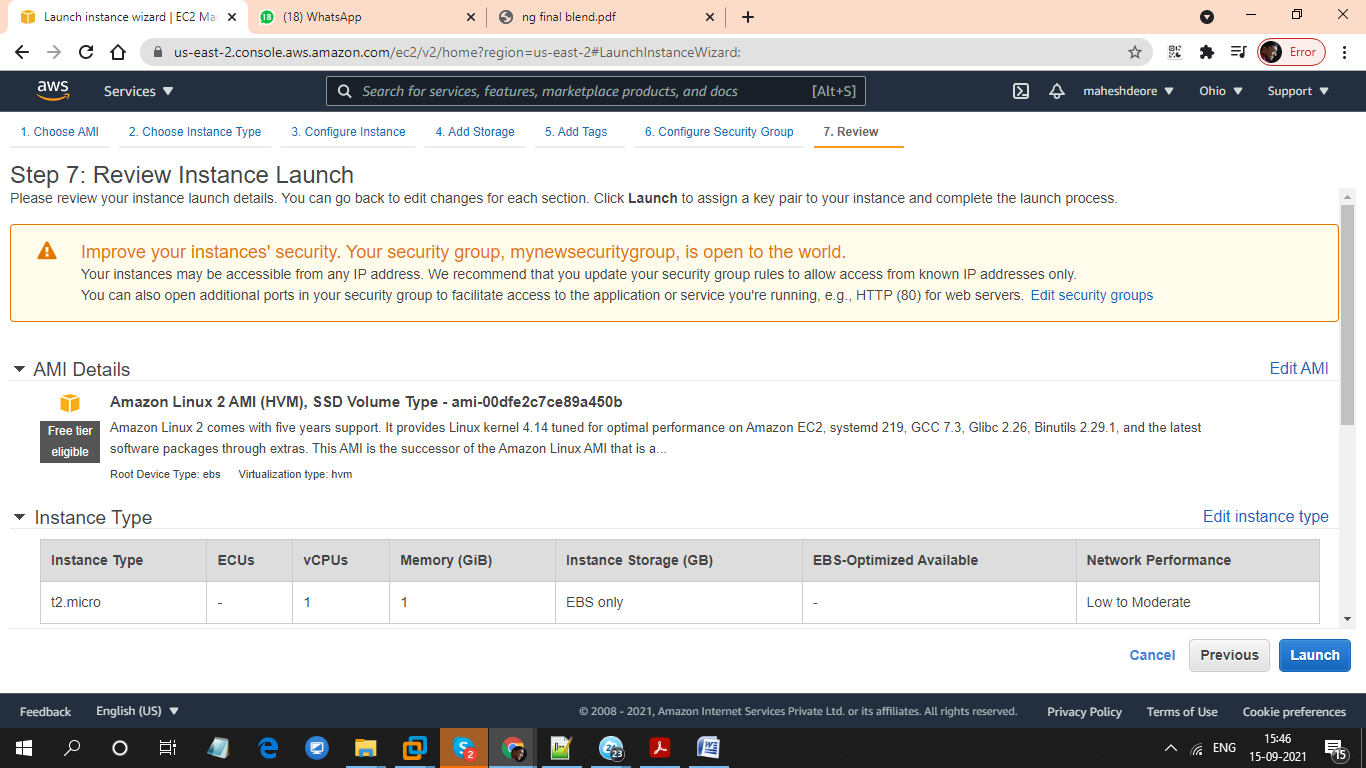 Launch instance wizard | EC2 Ma
18
(18) WhatsApp
ng final blend.pdf
us-east-2.console.aws.amazon.com/ec2/v2/home?region=us-east-2#LaunchInstanceWizard:
Error
aws
Services
Search for services, features, marketplace products, and docs
[Alt+S]
maheshdeore
Ohio
Support
1. Choose AMI
2. Choose Instance Type
3. Configure Instance
4. Add Storage
5. Add Tags
6. Configure Security Group
7. Review
Step 7: Review Instance Launch
Please review your instance launch details. You can go back to edit changes for each section. Click Launch to assign a key pair to your instance and complete the launch process.
Improve your instances' security. Your security group, mynewsecuritygroup, is open to the world.
Your instances may be accessible from any IP address. We recommend that you update your security group rules to allow access from known IP addresses only.
You can also open additional ports in your security group to facilitate access to the application or service you're running, e.g., HTTP (80) for web servers. Edit security groups
AMI Details
Edit AMI
Amazon Linux 2 AMI (HVM), SSD Volume Type - ami-00dfe2c7ce89a450b
Free tier
eligible
Amazon Linux 2 comes with five years support. It provides Linux kernel 4.14 tuned for optimal performance on Amazon EC2, systemd 219, GCC 7.3, Glibc 2.26, Binutils 2.29.1, and the latest
software packages through extras. This AMI is the successor of the Amazon Linux AMI that is a...
Root Device Type: ebs Virtualization type: hvm
Instance Type
Edit instance type
Instance Type ECUs vCPUs Memory (GiB) Instance Storage (GB) EBS-Optimized Available Network Performance
t2.micro - 1 1 EBS only - Low to Moderate
Cancel
Previous
Launch
Feedback
English (US)
© 2008 - 2021, Amazon Internet Services Private Ltd. or its affiliates. All rights reserved.
Privacy Policy
Terms of Use
Cookie preferences
2
23
ENG
15:46
15-09-2021
15